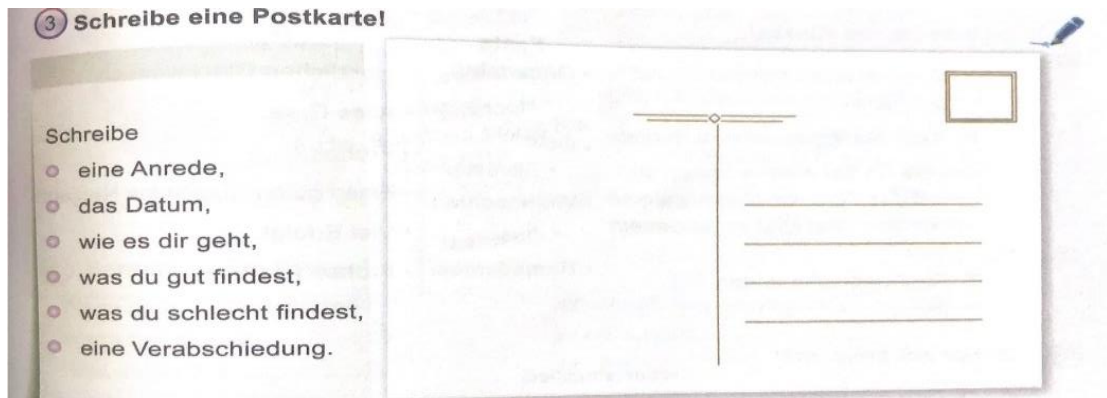 3 Schreibe eine Postkarte!
Schreibe
eine Anrede,
das Datum,
wie es dir geht,
was du gut findest,
was du schlecht findest,
eine Verabschiedung.